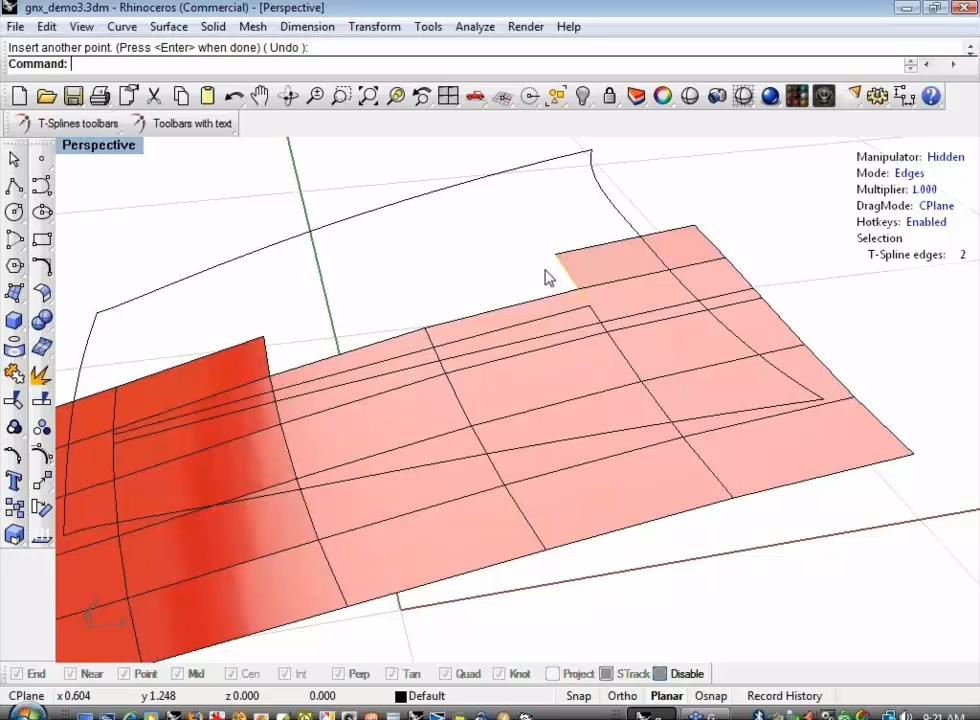 gnx_demo3.3dm - Rhinoceros (Commercial) - [Perspective]
File Edit View Curve Surface Solid Mesh Dimension Transform Tools Analyze Render Help
Insert another point. (Press <Enter> when done) ( Undo ):
Command:
T-Splines toolbars Toolbars with text
Perspective
Manipulator: Hidden
Mode: Edges
Multiplier: 1.000
DragMode: CPlane
Hotkeys: Enabled
Selection
T-Spline edges: 2
End Near Point Mid Cen Int Perp Tan Quad Knot Project STrack Disable
CPlane x 0.604 y 1.248 z 0.000 0.000 Default Snap Ortho Planar Osnap Record History
9:21 AM